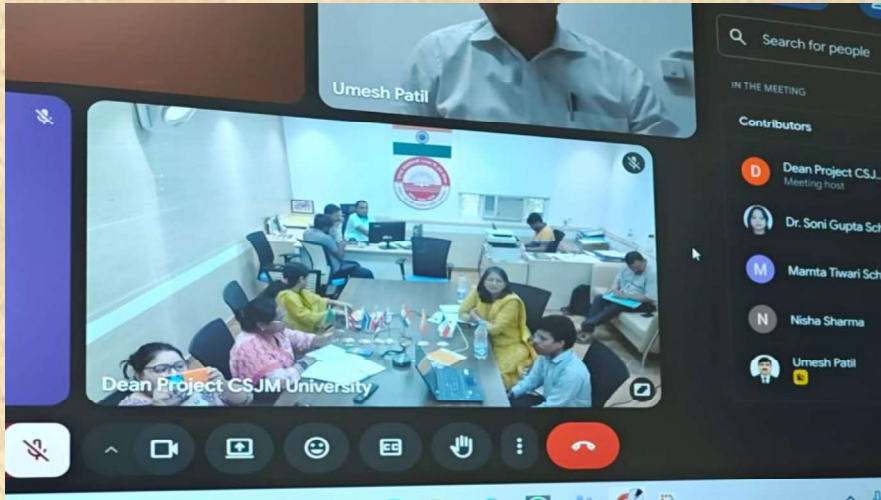 Umesh Patil
Dean Project CSJM University
Search for people
IN THE MEETING
Contributors
D
Dean Project CSJ...
Meeting host
Dr. Soni Gupta Sch
M
Mamta Tiwari Sch
N
Nisha Sharma
Umesh Patil
CC